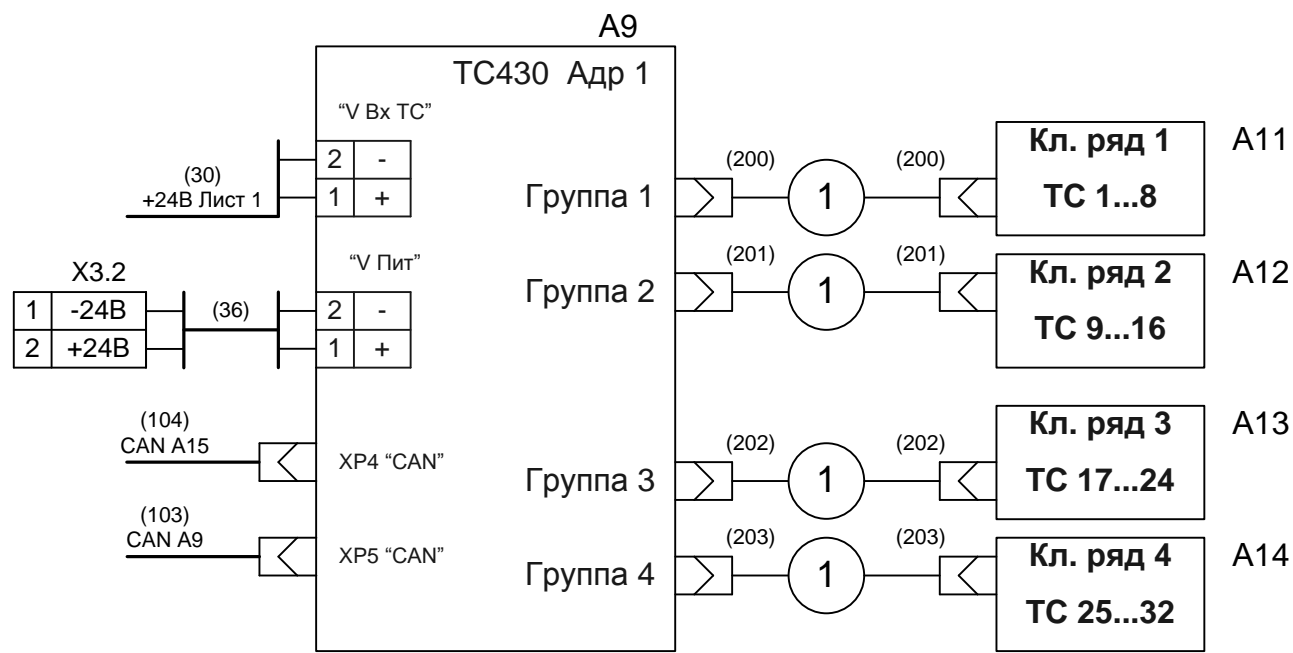 A9
TC430 Адр 1
“V Вх ТС”
2 -
1 +
(30)
+24В Лист 1
Группа 1
(200)
1
(200)
Кл. ряд 1
ТС 1...8
A11
“V Пит”
X3.2
1 -24В
2 +24В
(36)
2 -
1 +
Группа 2
(201)
1
(201)
Кл. ряд 2
ТС 9...16
A12
(104)
CAN A15
XP4 “CAN”
Группа 3
(202)
1
(202)
Кл. ряд 3
ТС 17...24
A13
(103)
CAN A9
XP5 “CAN”
Группа 4
(203)
1
(203)
Кл. ряд 4
ТС 25...32
A14